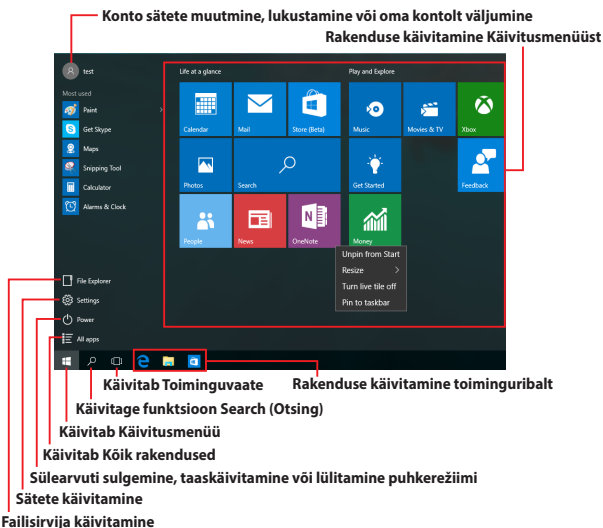 Konto sätete muutmine, lukustamine või oma kontolt väljumine
Rakenduse käivitamine Käivitusmenüüst
test
Most used
Paint
Get Skype
Maps
Snipping Tool
Calculator
Alarms & Clock
File Explorer
Settings
Power
All apps
Life at a glance
Calendar
Mail
Store (Beta)
Photos
Search
People
News
OneNote
Play and Explore
Music
Movies & TV
Xbox
Get Started
Feedback
Money
Unpin from Start
Resize
Turn live tile off
Pin to taskbar
Käivitab Toiminguvaate
Rakenduse käivitamine toiminguribalt
Käivitage funktsioon Search (Otsing)
Käivitab Käivitusmenüü
Käivitab Kõik rakendused
Sülearvuti sulgemine, taaskäivitamine või lülitamine puhkerežiimi
Sätete käivitamine
Failisirvija käivitamine